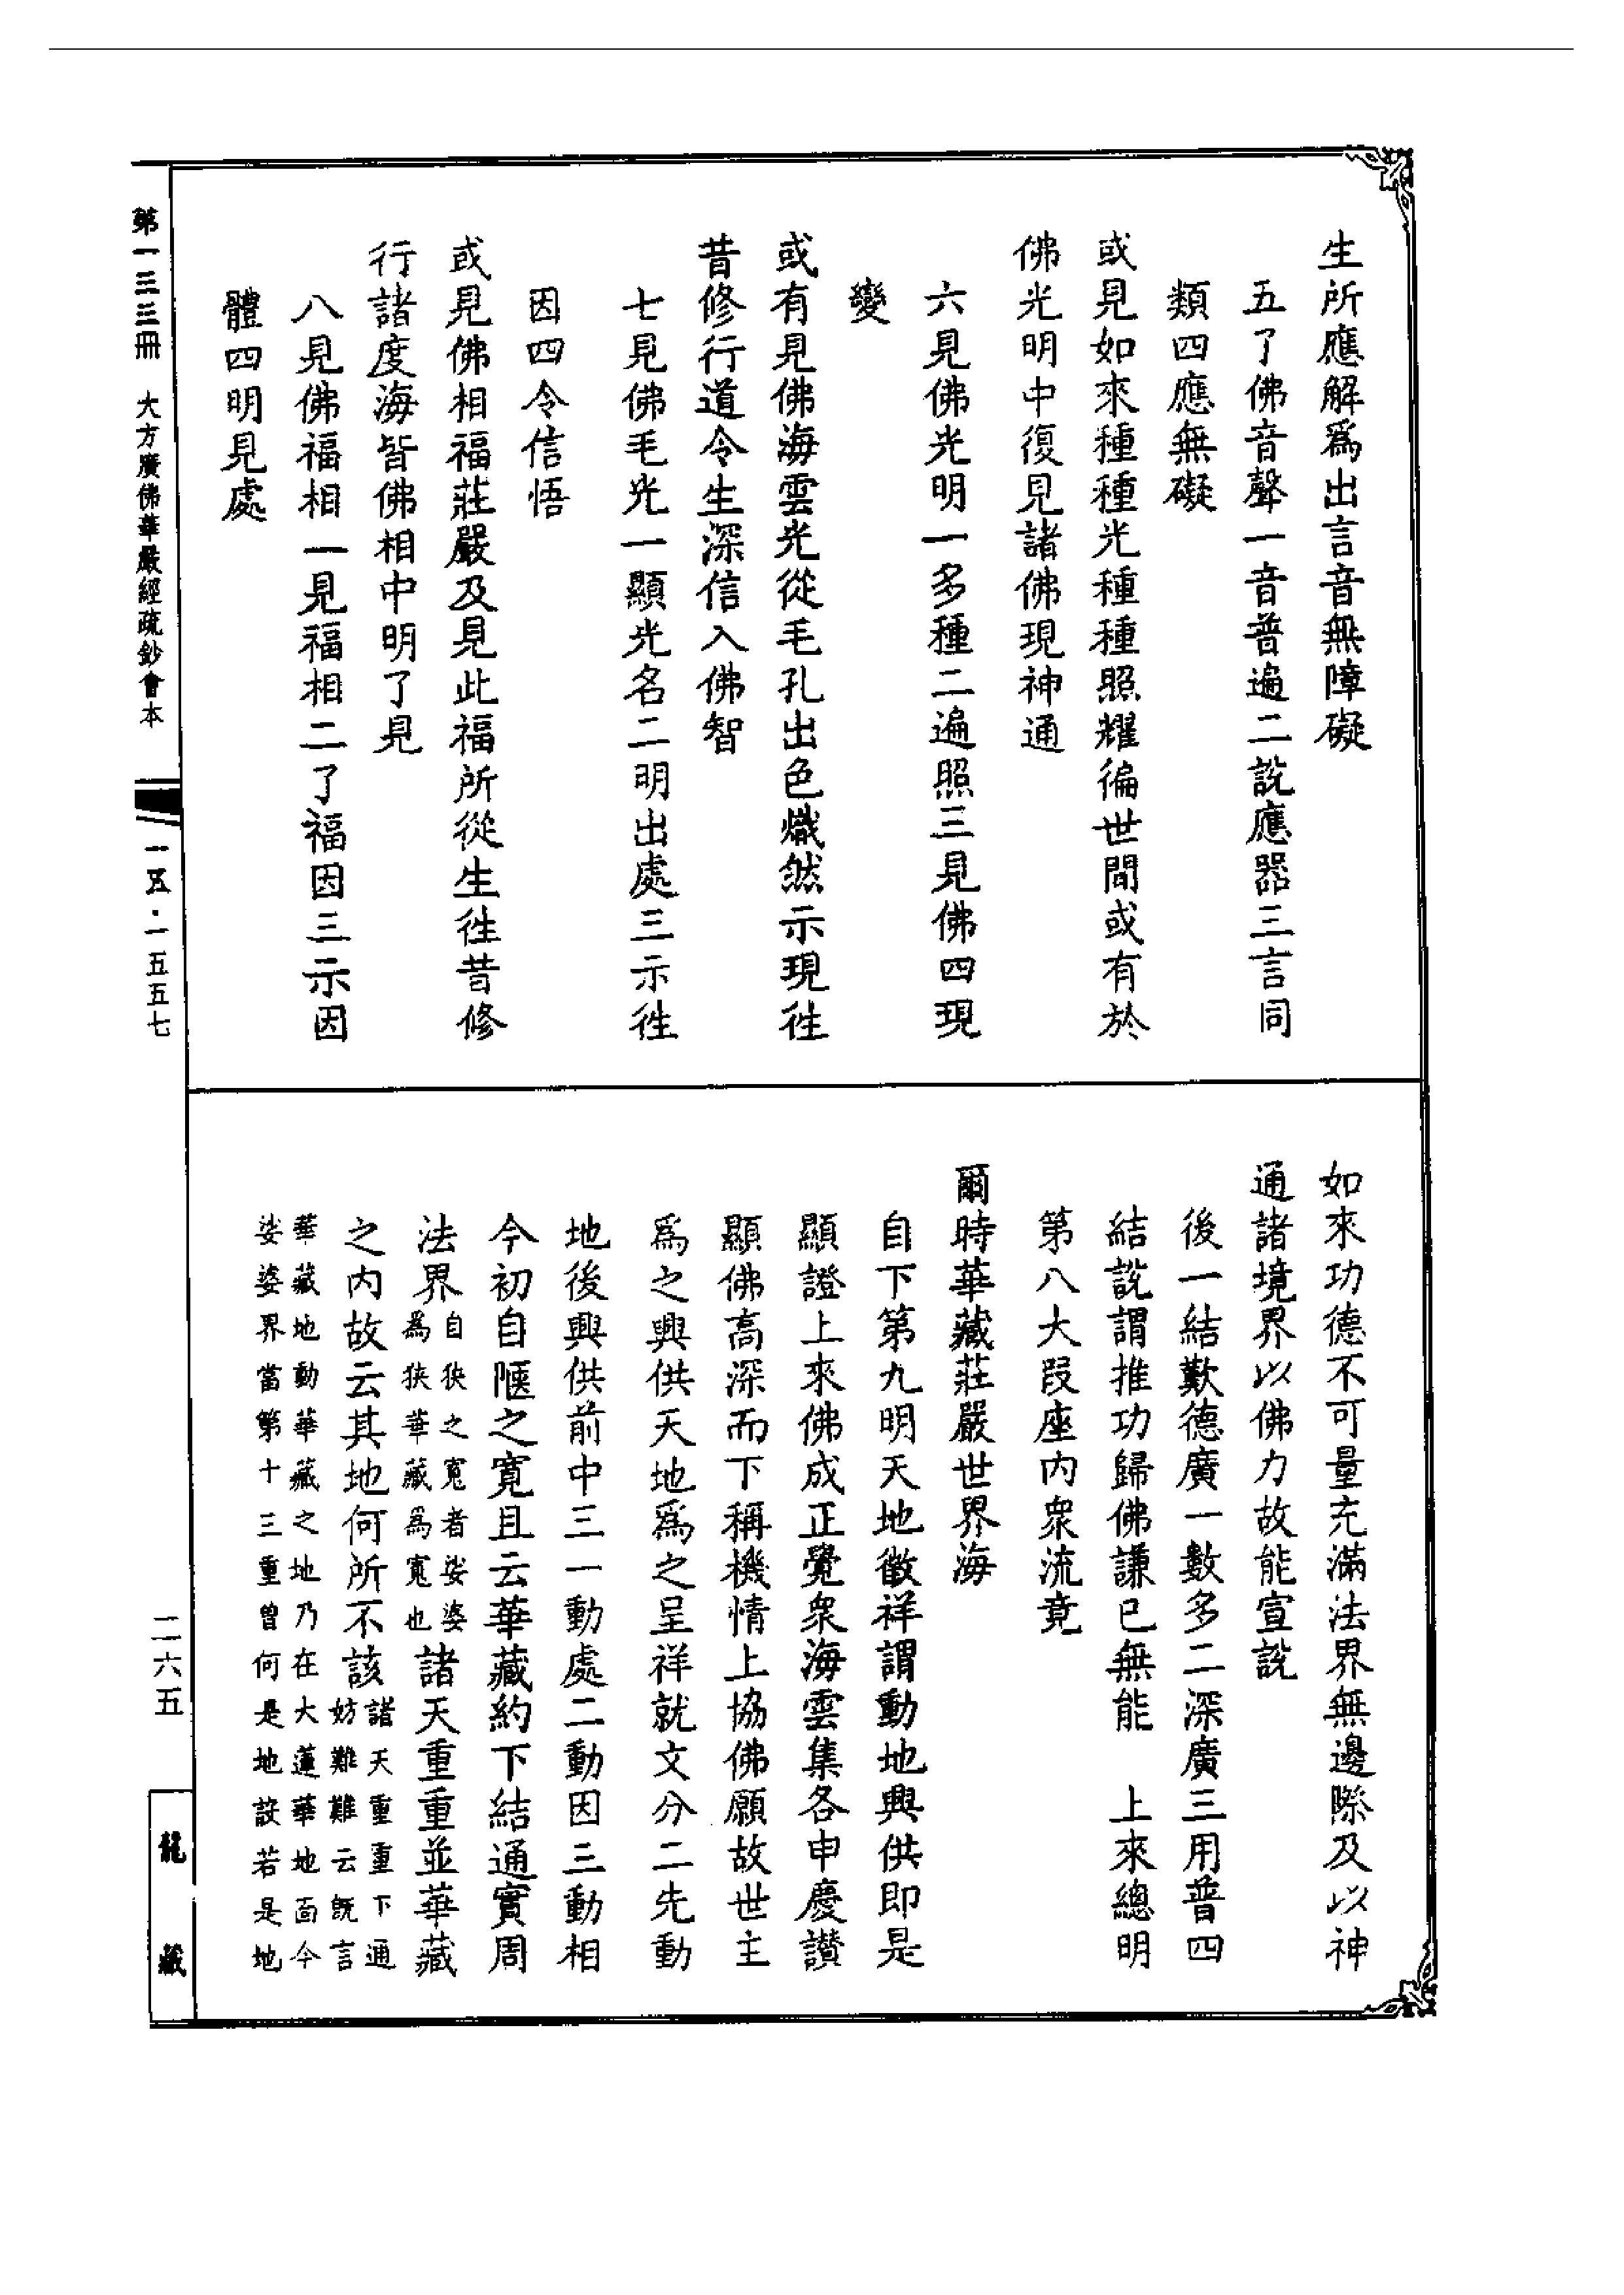 生所應解爲出言音無障礙
五了佛音聲一音普遍二說應器三言同
類四應無礙
或見如來種種光種種照耀徧世間或有於
佛光明中復見諸佛現神通
六見佛光明一多種二遍照三見佛四現
變
或有見佛海雲光從毛孔出色熾然示現往
昔修行道令生深信入佛智
七見佛毛光一顯光名二明出處三示往
因四令信悟
或見佛相福莊嚴及見此福所從生往昔修
行諸度海皆佛相中明了見
八見佛福相一見福相二了福因三示因
體四明見處
如來功德不可量充滿法界無邊際及以神
通諸境界以佛力故能宣說
後一結歎德廣一數多二深廣三用普四
結說謂推功歸佛謙已無能　上來總明
第八大段座內眾流竟
爾時華藏莊嚴世界海
自下第九明天地徵祥謂動地興供即是
顯證上來佛成正覺眾海雲集各申慶讚
顯佛高深而下稱機情上協佛願故世主
爲之興供天地爲之呈祥就文分二先動
地後興供前中三一動處二動因三動相
今初自陿之寬且云華藏約下結通實周
法界自狹之寬者娑婆爲狹華藏爲寬也諸天重重並華藏
之內故云其地何所不該諸天重重下通妨難難云既言
華藏地動華藏之地乃在大蓮華地面今
娑婆界當第十三重曾何是地設若是地
第一三三冊　大方廣佛華嚴經疏鈔會本
一五・一五五七
二六五
龍藏